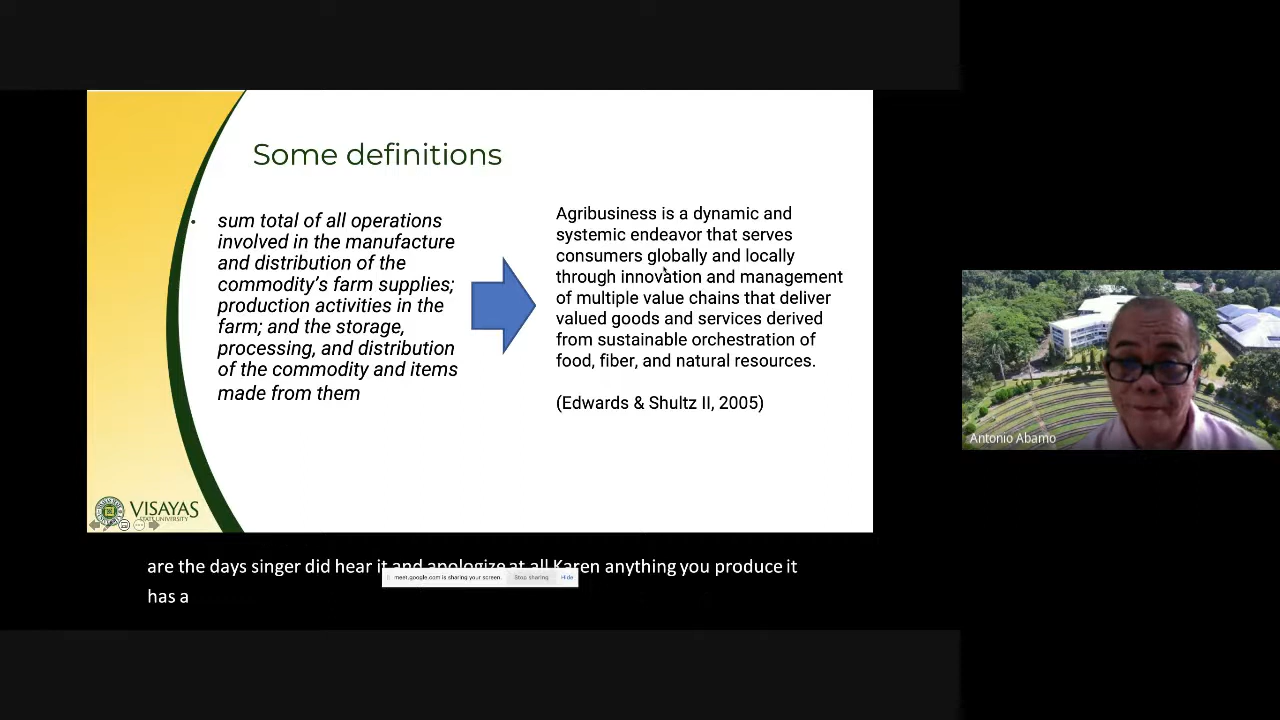 Some definitions
• sum total of all operations
involved in the manufacture
and distribution of the
commodity's farm supplies;
production activities in the
farm; and the storage,
processing, and distribution
of the commodity and items
made from them
Agribusiness is a dynamic and
systemic endeavor that serves
consumers globally and locally
through innovation and management
of multiple value chains that deliver
valued goods and services derived
from sustainable orchestration of
food, fiber, and natural resources.
(Edwards & Shultz II, 2005)
VISAYAS
STATE UNIVERSITY
Antonio Abamo
are the days singer did hear it and apologize at all Karen anything you produce it
has a
meet.google.com is sharing your screen. Stop sharing Hide